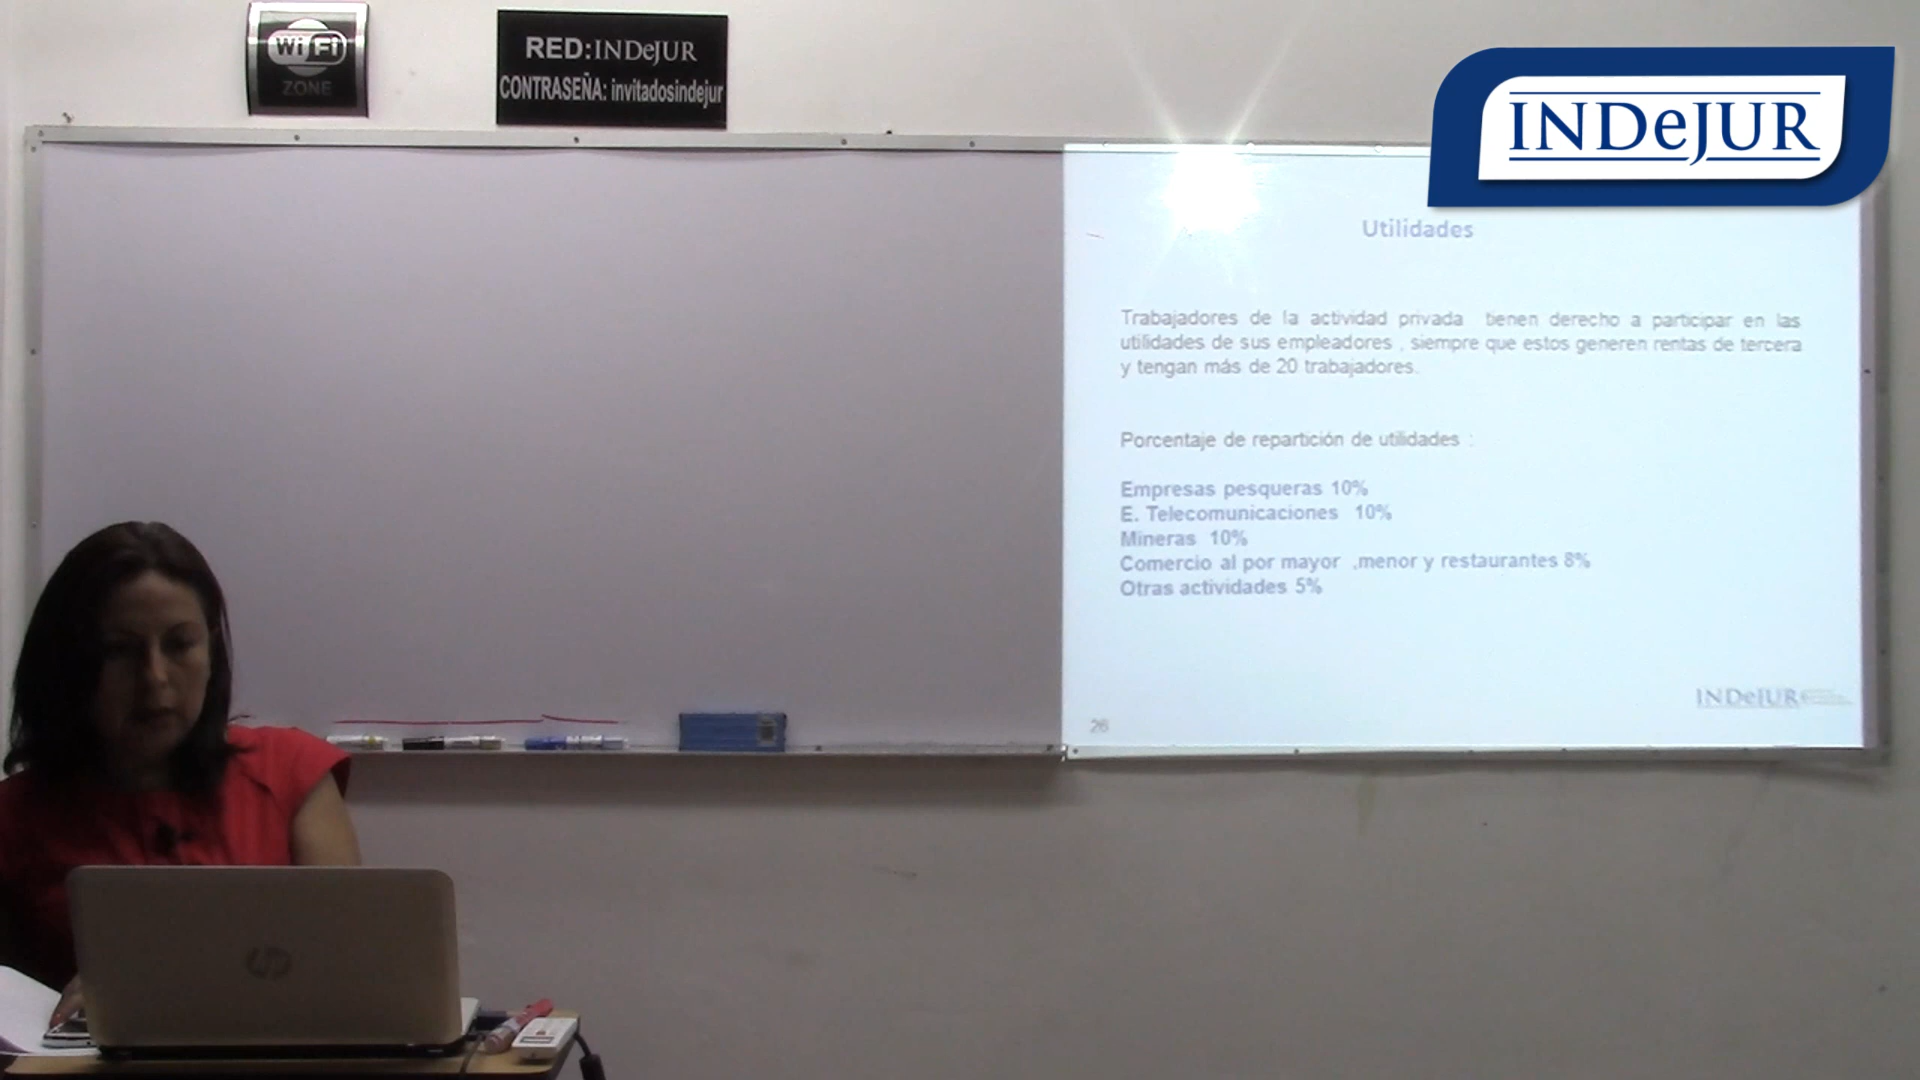 WiFi
ZONE
RED:INDeJUR
CONTRASEÑA: invitadosindejur
INDeJUR
Utilidades
Trabajadores de la actividad privada tienen derecho a participar en las
utilidades de sus empleadores , siempre que estos generen rentas de tercera
y tengan más de 20 trabajadores.
Porcentaje de repartición de utilidades :
Empresas pesqueras 10%
E. Telecomunicaciones 10%
Mineras 10%
Comercio al por mayor ,menor y restaurantes 8%
Otras actividades 5%
INDeJUR
26
hp